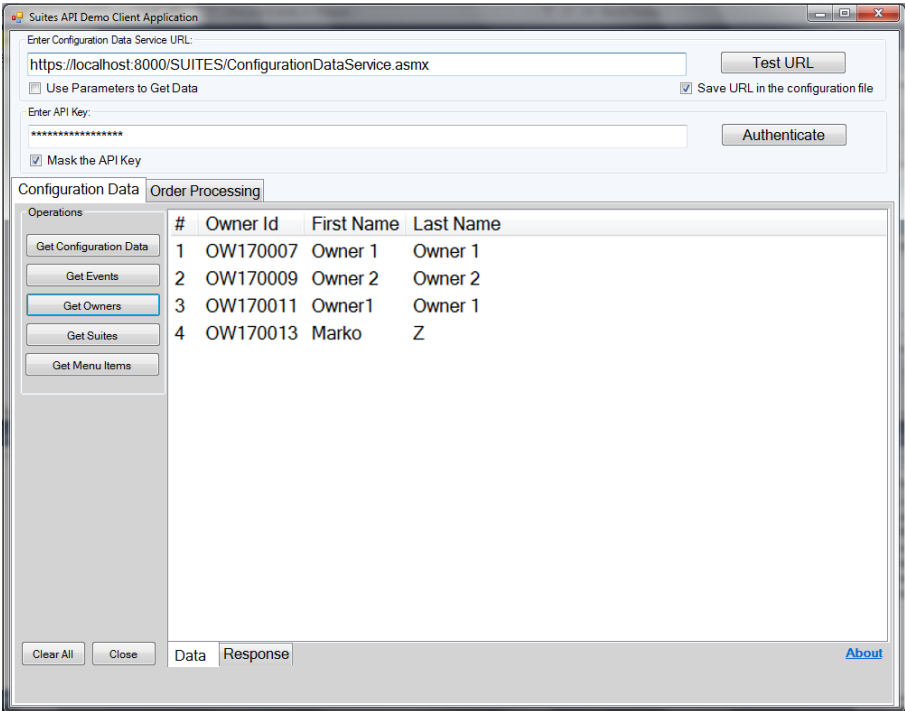 Suites API Demo Client Application
Enter Configuration Data Service URL:
https://localhost:8000/SUITES/ConfigurationDataService.asmx
Test URL
Use Parameters to Get Data
Save URL in the configuration file
Enter API Key:
*****************
Authenticate
Mask the API Key
Configuration Data Order Processing
Operations
Get Configuration Data
Get Events
Get Owners
Get Suites
Get Menu Items
# Owner Id First Name Last Name
1 OW170007 Owner 1 Owner 1
2 OW170009 Owner 2 Owner 2
3 OW170011 Owner1 Owner 1
4 OW170013 Marko Z
Clear All Close
Data Response
About